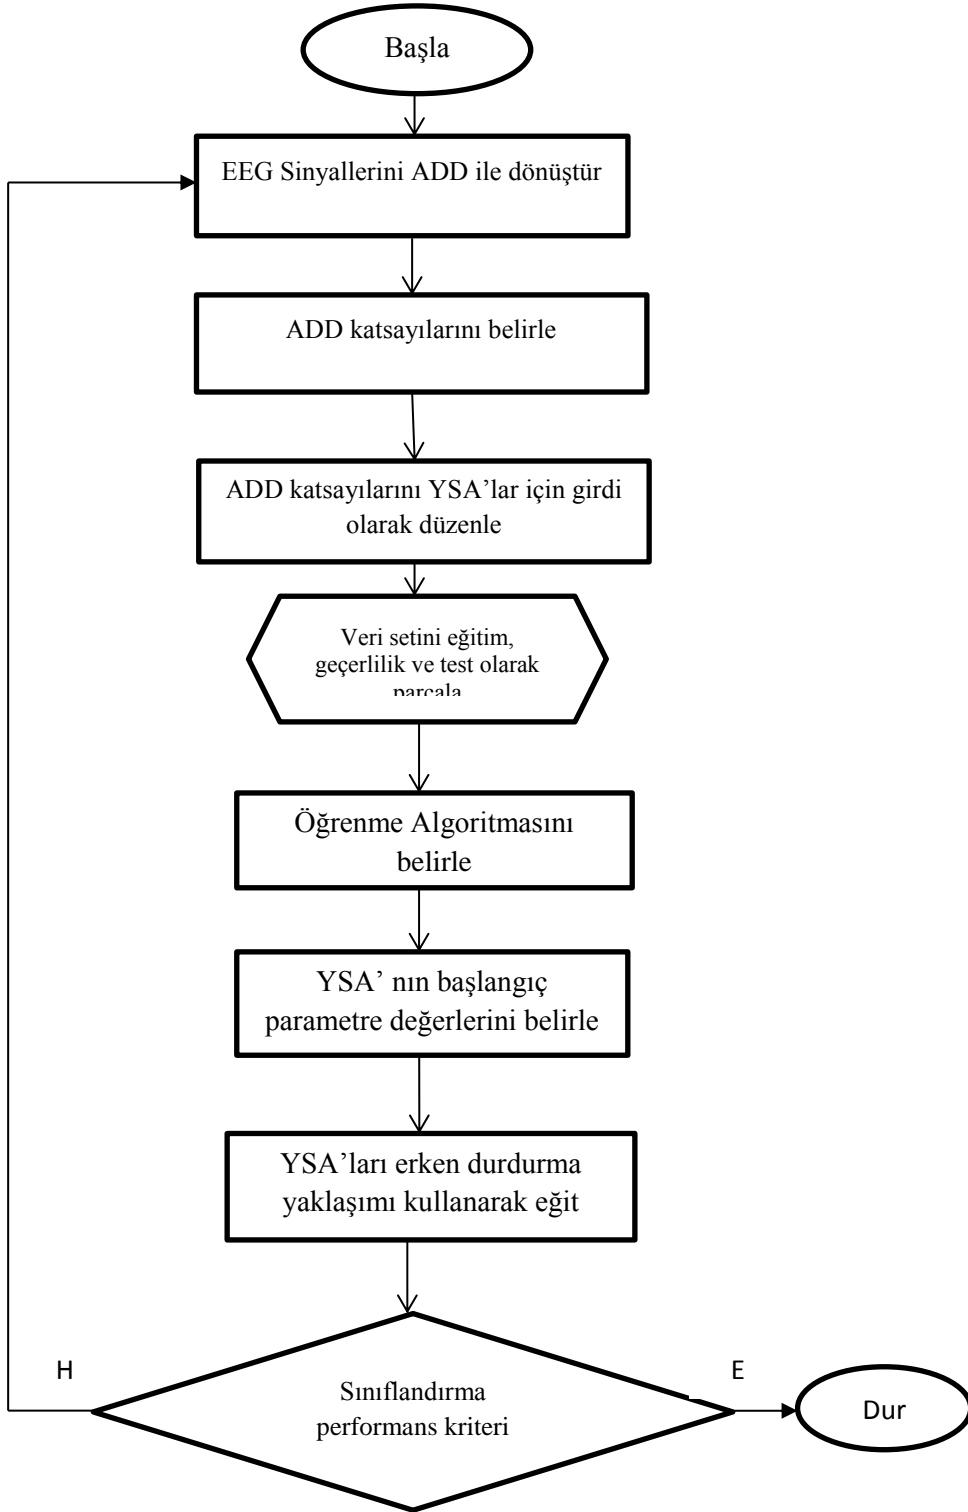 Başla
EEG Sinyallerini ADD ile dönüştür
ADD katsayılarını belirle
ADD katsayılarını YSA’lar için girdi
olarak düzenle
Veri setini eğitim,
geçerlilik ve test olarak
parçala
Öğrenme Algoritmasını
belirle
YSA’ nın başlangıç
parametre değerlerini belirle
YSA’ları erken durdurma
yaklaşımı kullanarak eğit
H
E
Sınıflandırma
performans kriteri
Dur